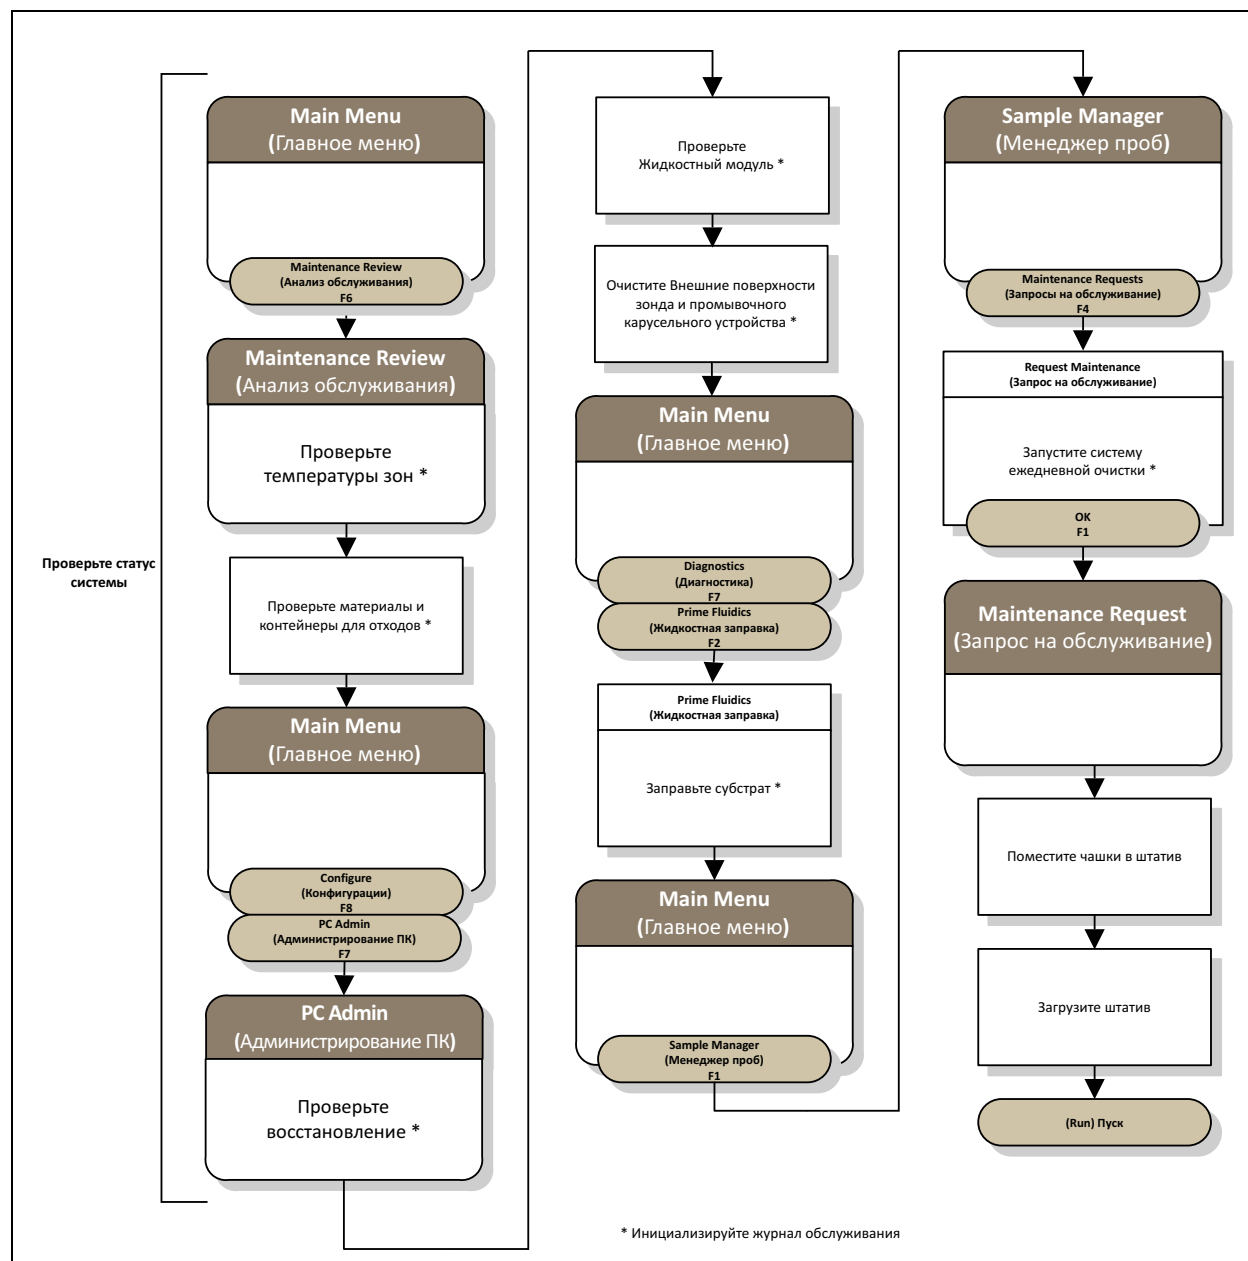 Проверьте статус
системы
Main Menu
(Главное меню)
Maintenance Review
(Анализ обслуживания)
F6
Maintenance Review
(Анализ обслуживания)
Проверьте
температуры зон *
Проверьте материалы и
контейнеры для отходов *
Main Menu
(Главное меню)
Configure
(Конфигурации)
F8
PC Admin
(Администрирование ПК)
F7
PC Admin
(Администрирование ПК)
Проверьте
восстановление *
Проверьте
Жидкостный модуль *
Очистите Внешние поверхности
зонда и промывочного
карусельного устройства *
Main Menu
(Главное меню)
Diagnostics
(Диагностика)
F7
Prime Fluidics
(Жидкостная заправка)
F2
Prime Fluidics
(Жидкостная заправка)
Заправьте субстрат *
Main Menu
(Главное меню)
Sample Manager
(Менеджер проб)
F1
Sample Manager
(Менеджер проб)
Maintenance Requests
(Запросы на обслуживание)
F4
Request Maintenance
(Запрос на обслуживание)
Запустите систему
ежедневной очистки *
OK
F1
Maintenance Request
(Запрос на обслуживание)
Поместите чашки в штатив
Загрузите штатив
(Run) Пуск
* Инициализируйте журнал обслуживания